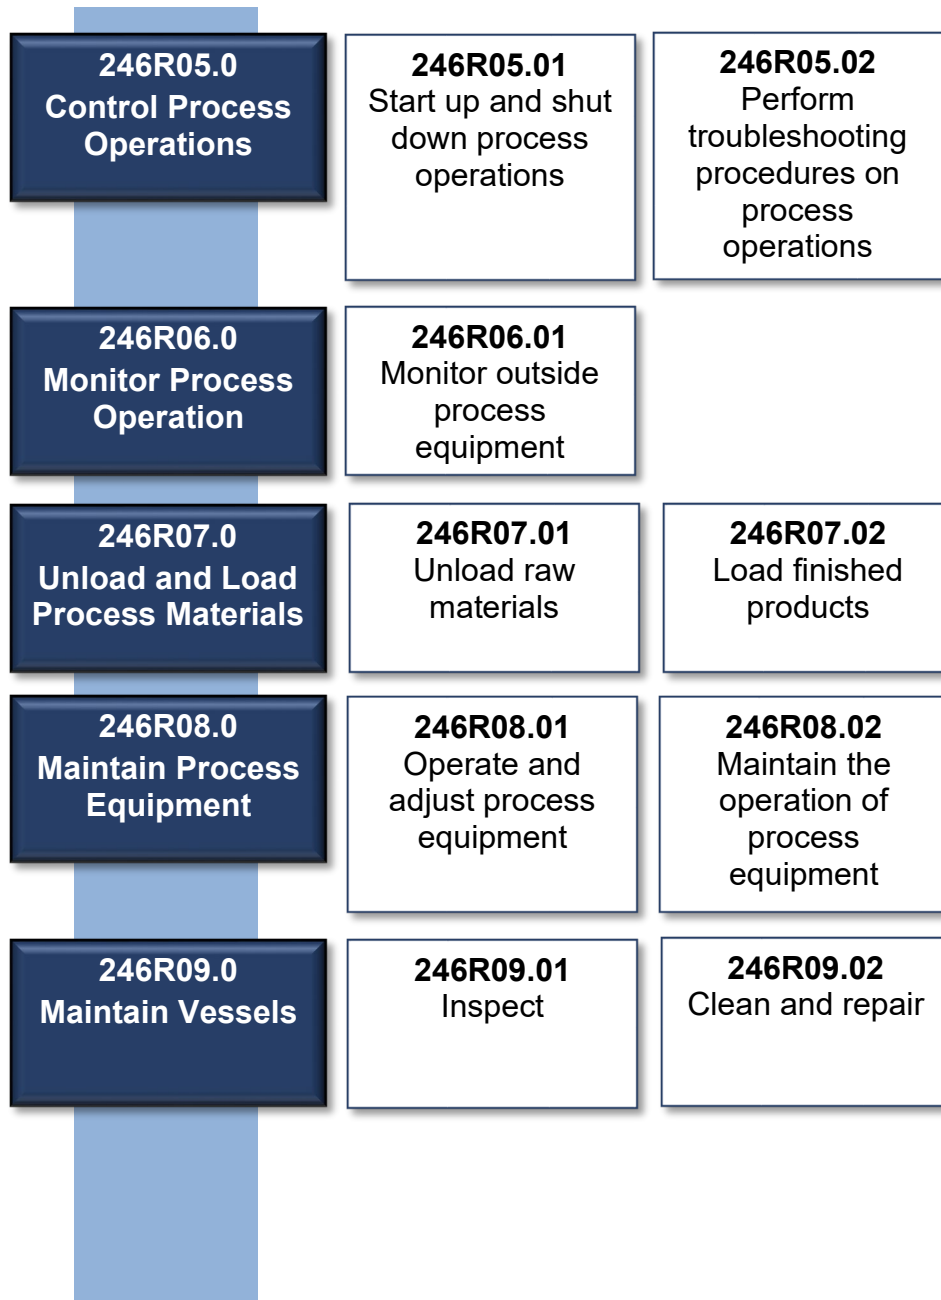 246R05.0
Control Process
Operations
246R05.01
Start up and shut
down process
operations
246R05.02
Perform
troubleshooting
procedures on
process
operations
246R06.0
Monitor Process
Operation
246R06.01
Monitor outside
process
equipment
246R07.0
Unload and Load
Process Materials
246R07.01
Unload raw
materials
246R07.02
Load finished
products
246R08.0
Maintain Process
Equipment
246R08.01
Operate and
adjust process
equipment
246R08.02
Maintain the
operation of
process
equipment
246R09.0
Maintain Vessels
246R09.01
Inspect
246R09.02
Clean and repair